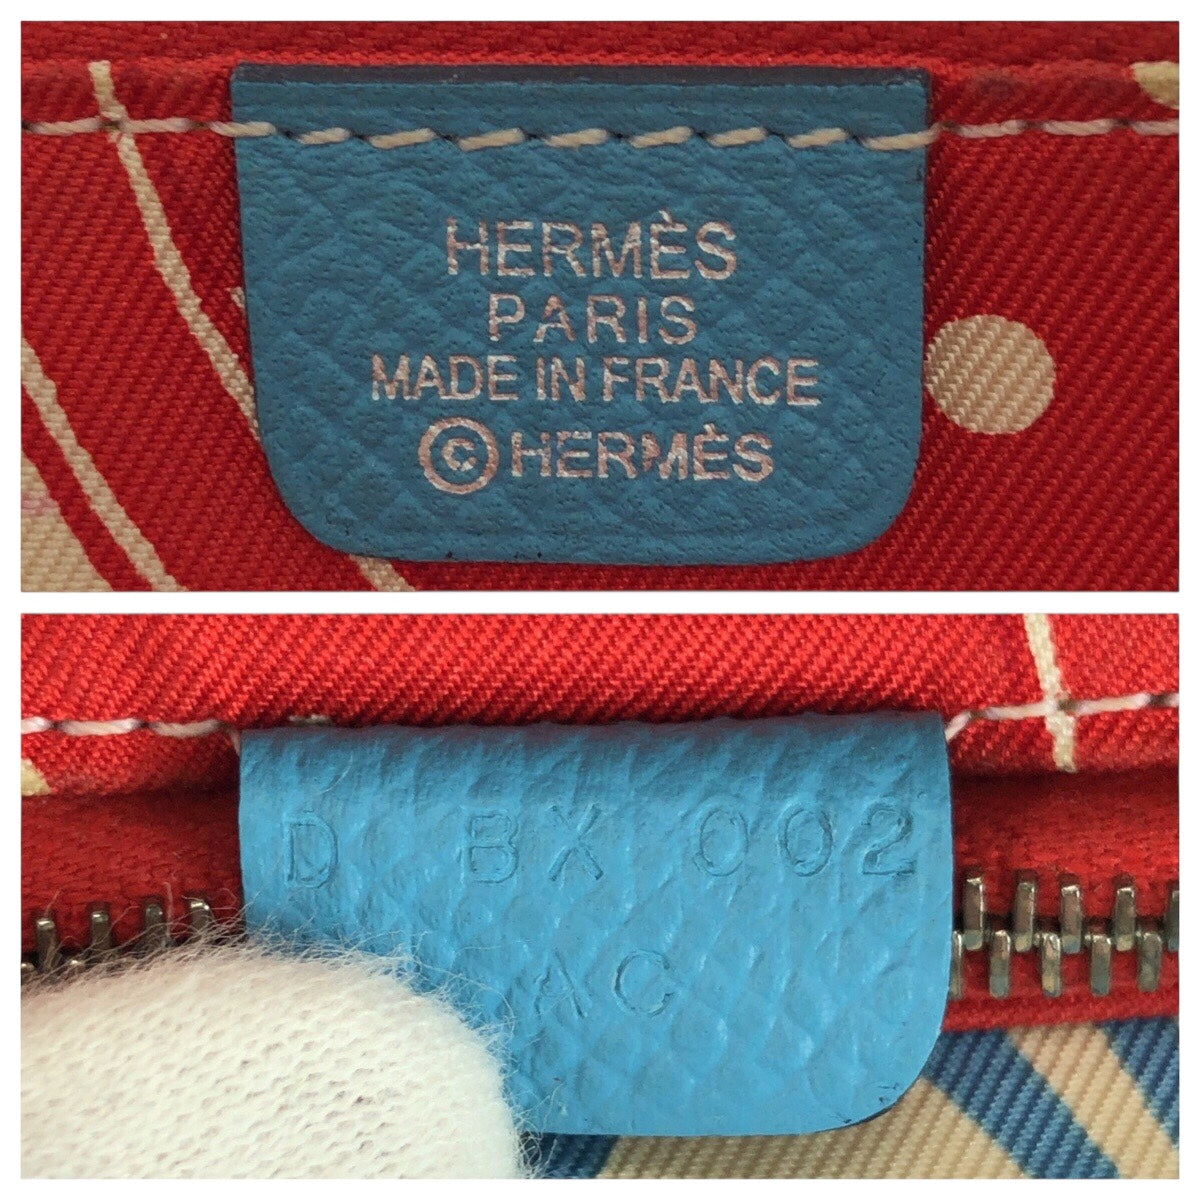 HERMÈS
PARIS
MADE IN FRANCE
©HERMÈS
D BX 002
AC